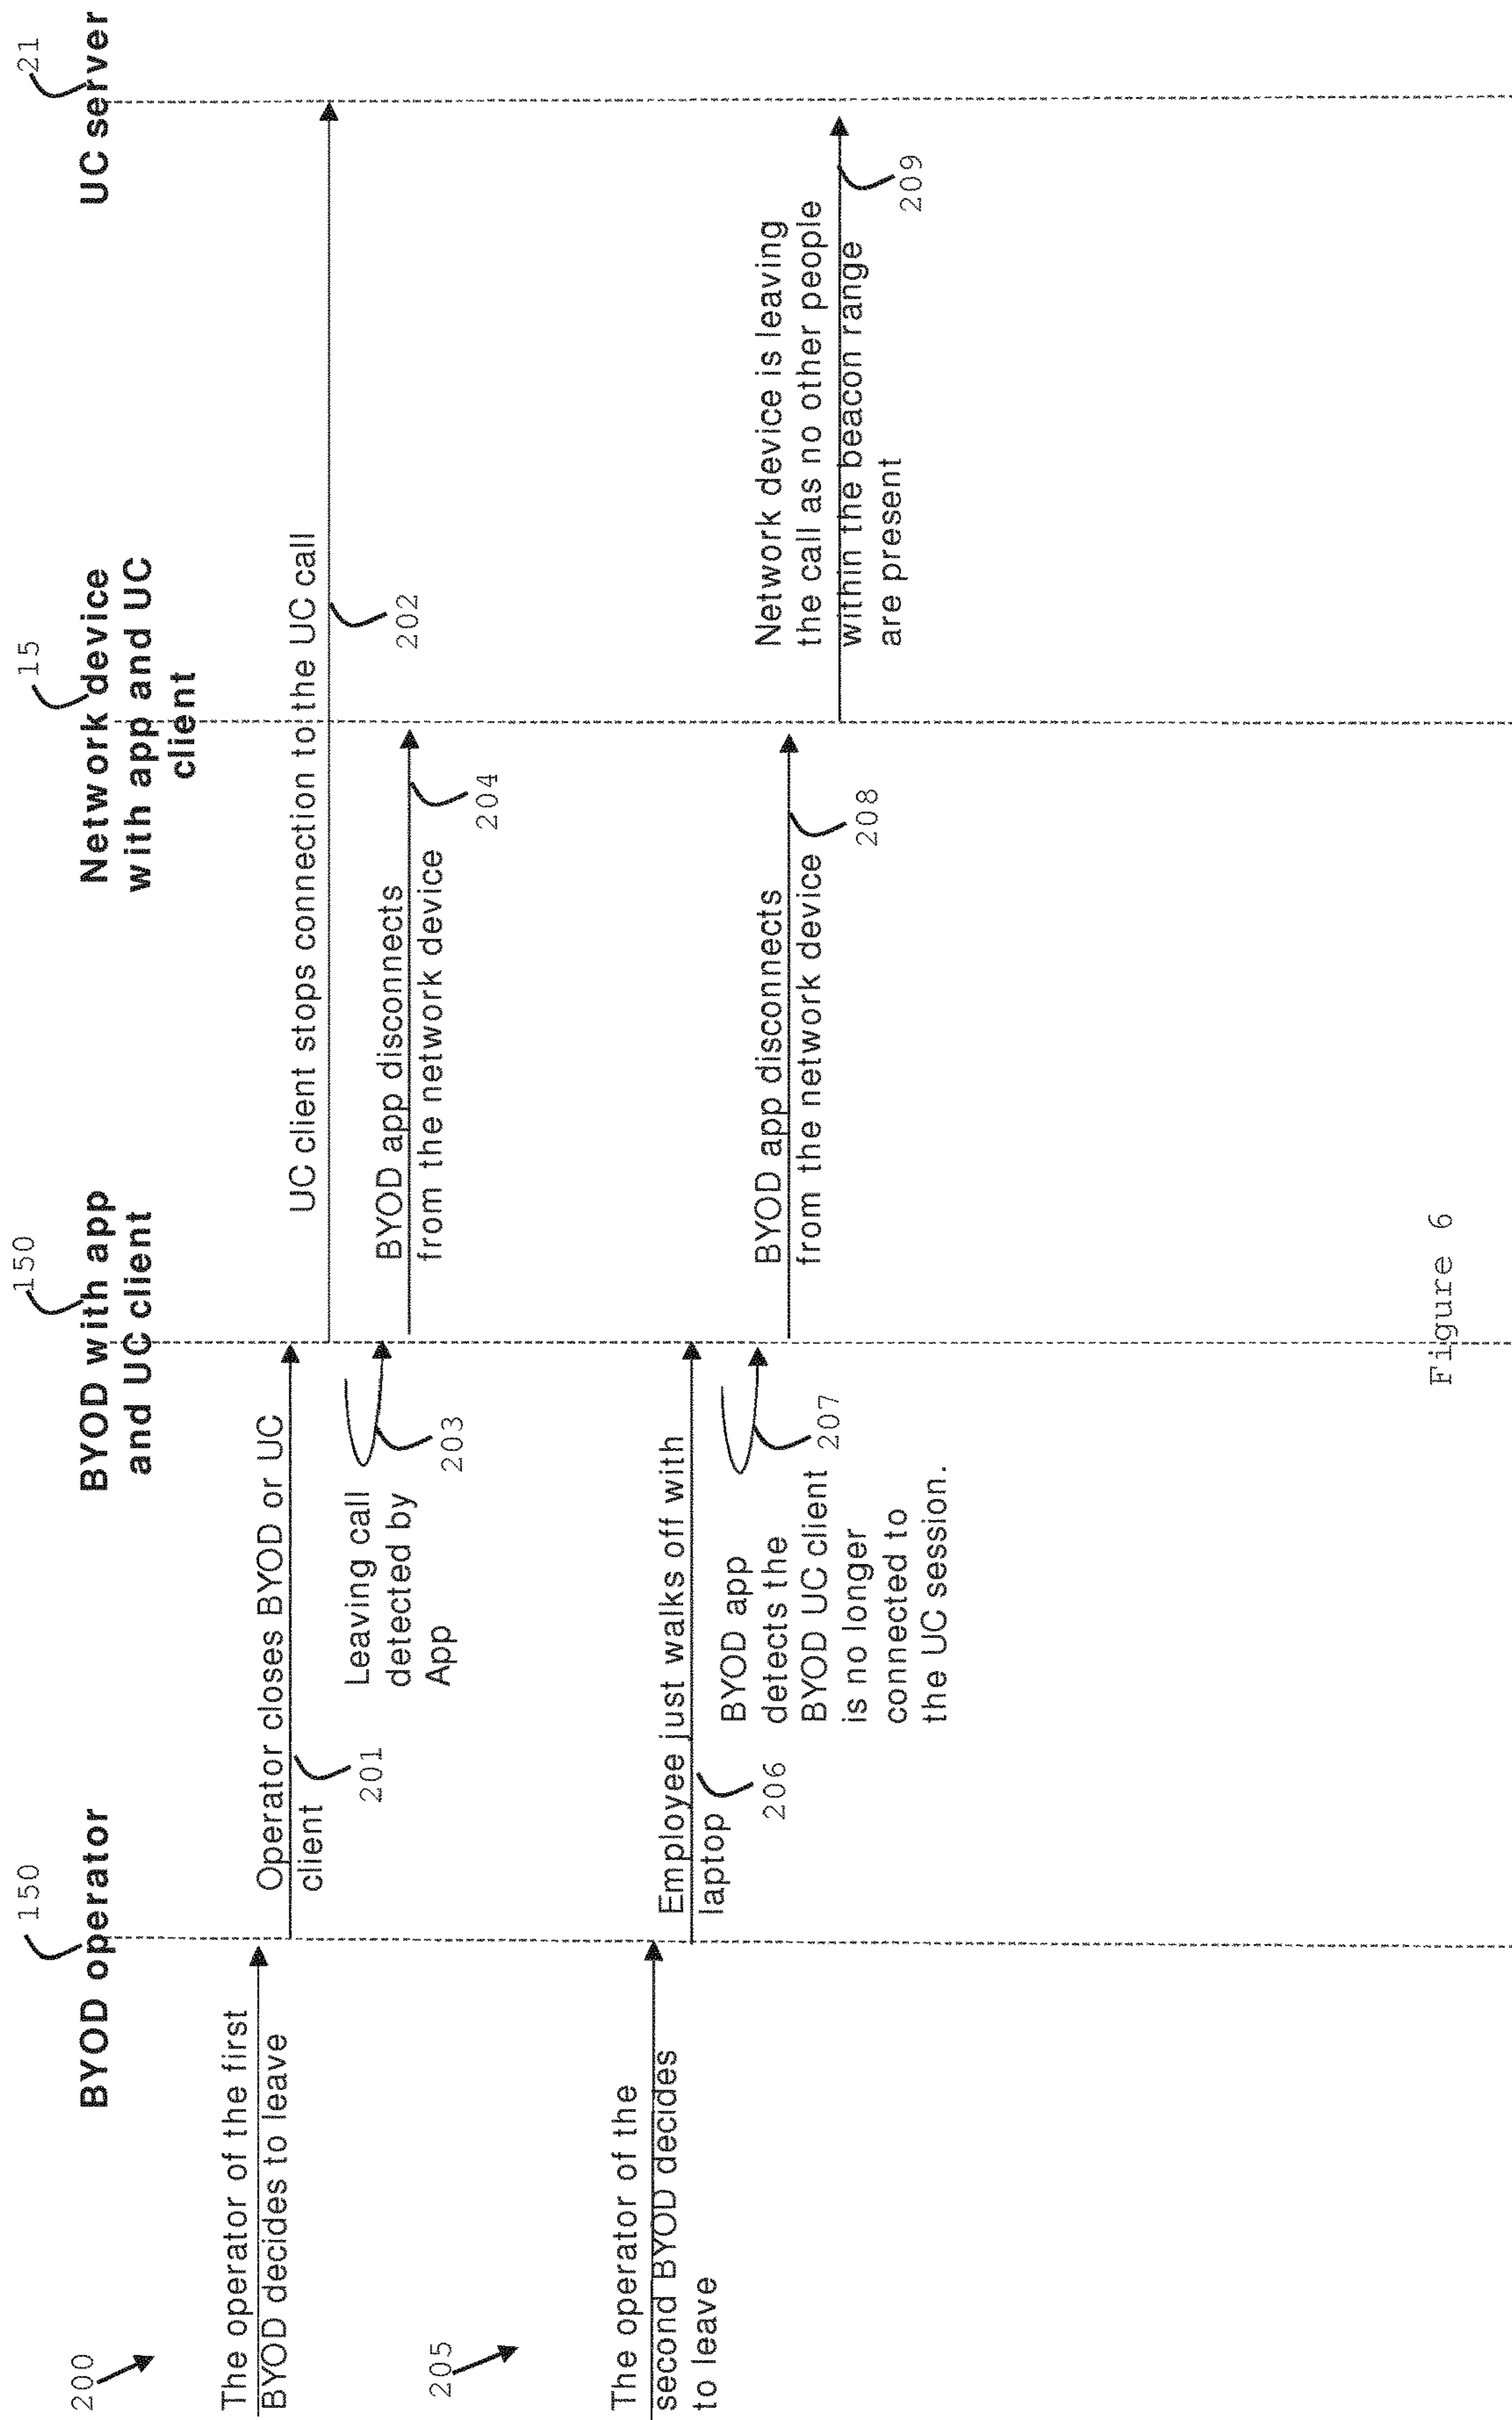 150
BYOD operator
150
BYOD with app
and UC client
15
Network device
with app and UC
client
21
UC server
200
The operator of the first
BYOD decides to leave
Operator closes BYOD or UC
client
201
UC client stops connection to the UC call
202
Leaving call
detected by
App
203
BYOD app disconnects
from the network device
204
205
The operator of the
second BYOD decides
to leave
Employee just walks off with
laptop
206
BYOD app
detects the
BYOD UC client
is no longer
connected to
the UC session.
207
BYOD app disconnects
from the network device
208
Network device is leaving
the call as no other people
within the beacon range
are present
209
Figure 6